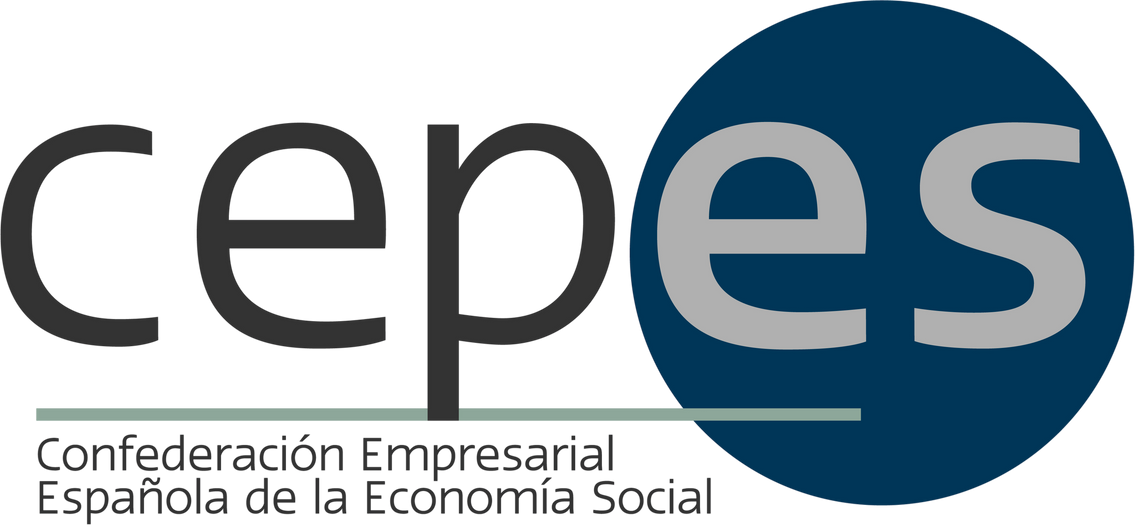 cepes
Confederación Empresarial
Española de la Economía Social